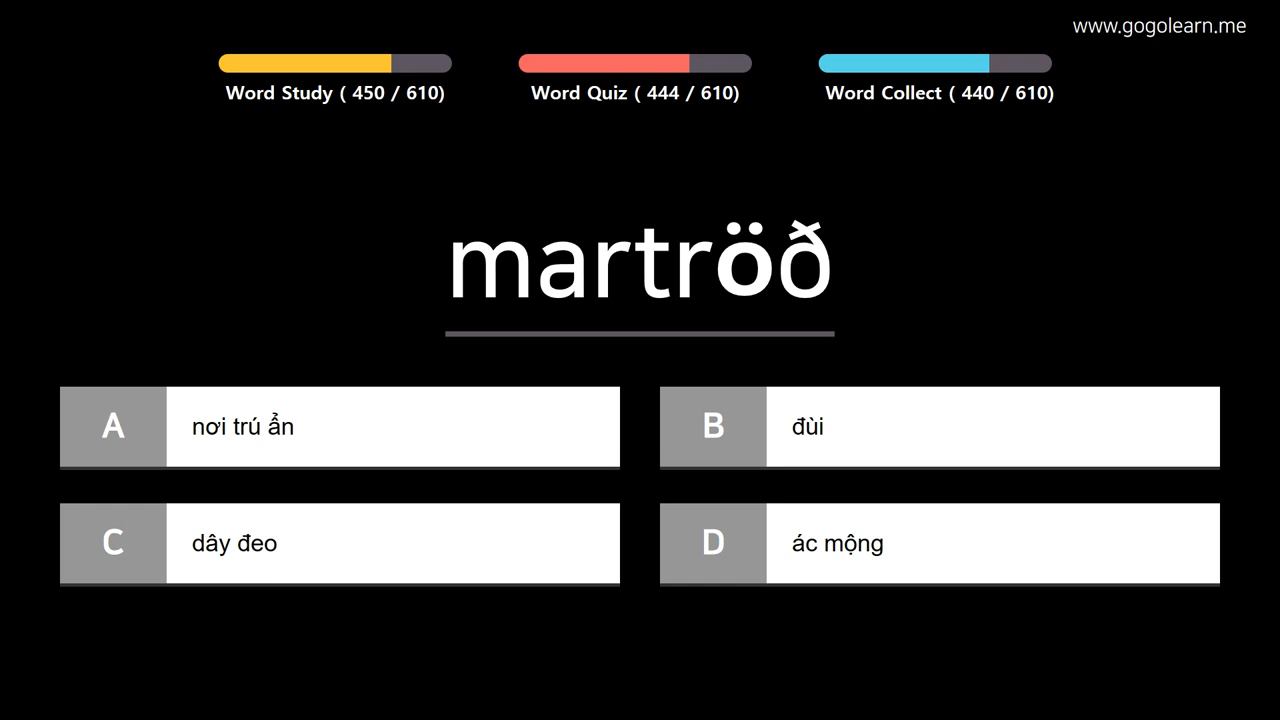 www.gogolearn.me
Word Study ( 450 / 610)
Word Quiz ( 444 / 610)
Word Collect ( 440 / 610)
martröð
A nơi trú ẩn
B đùi
C dây đeo
D ác mộng